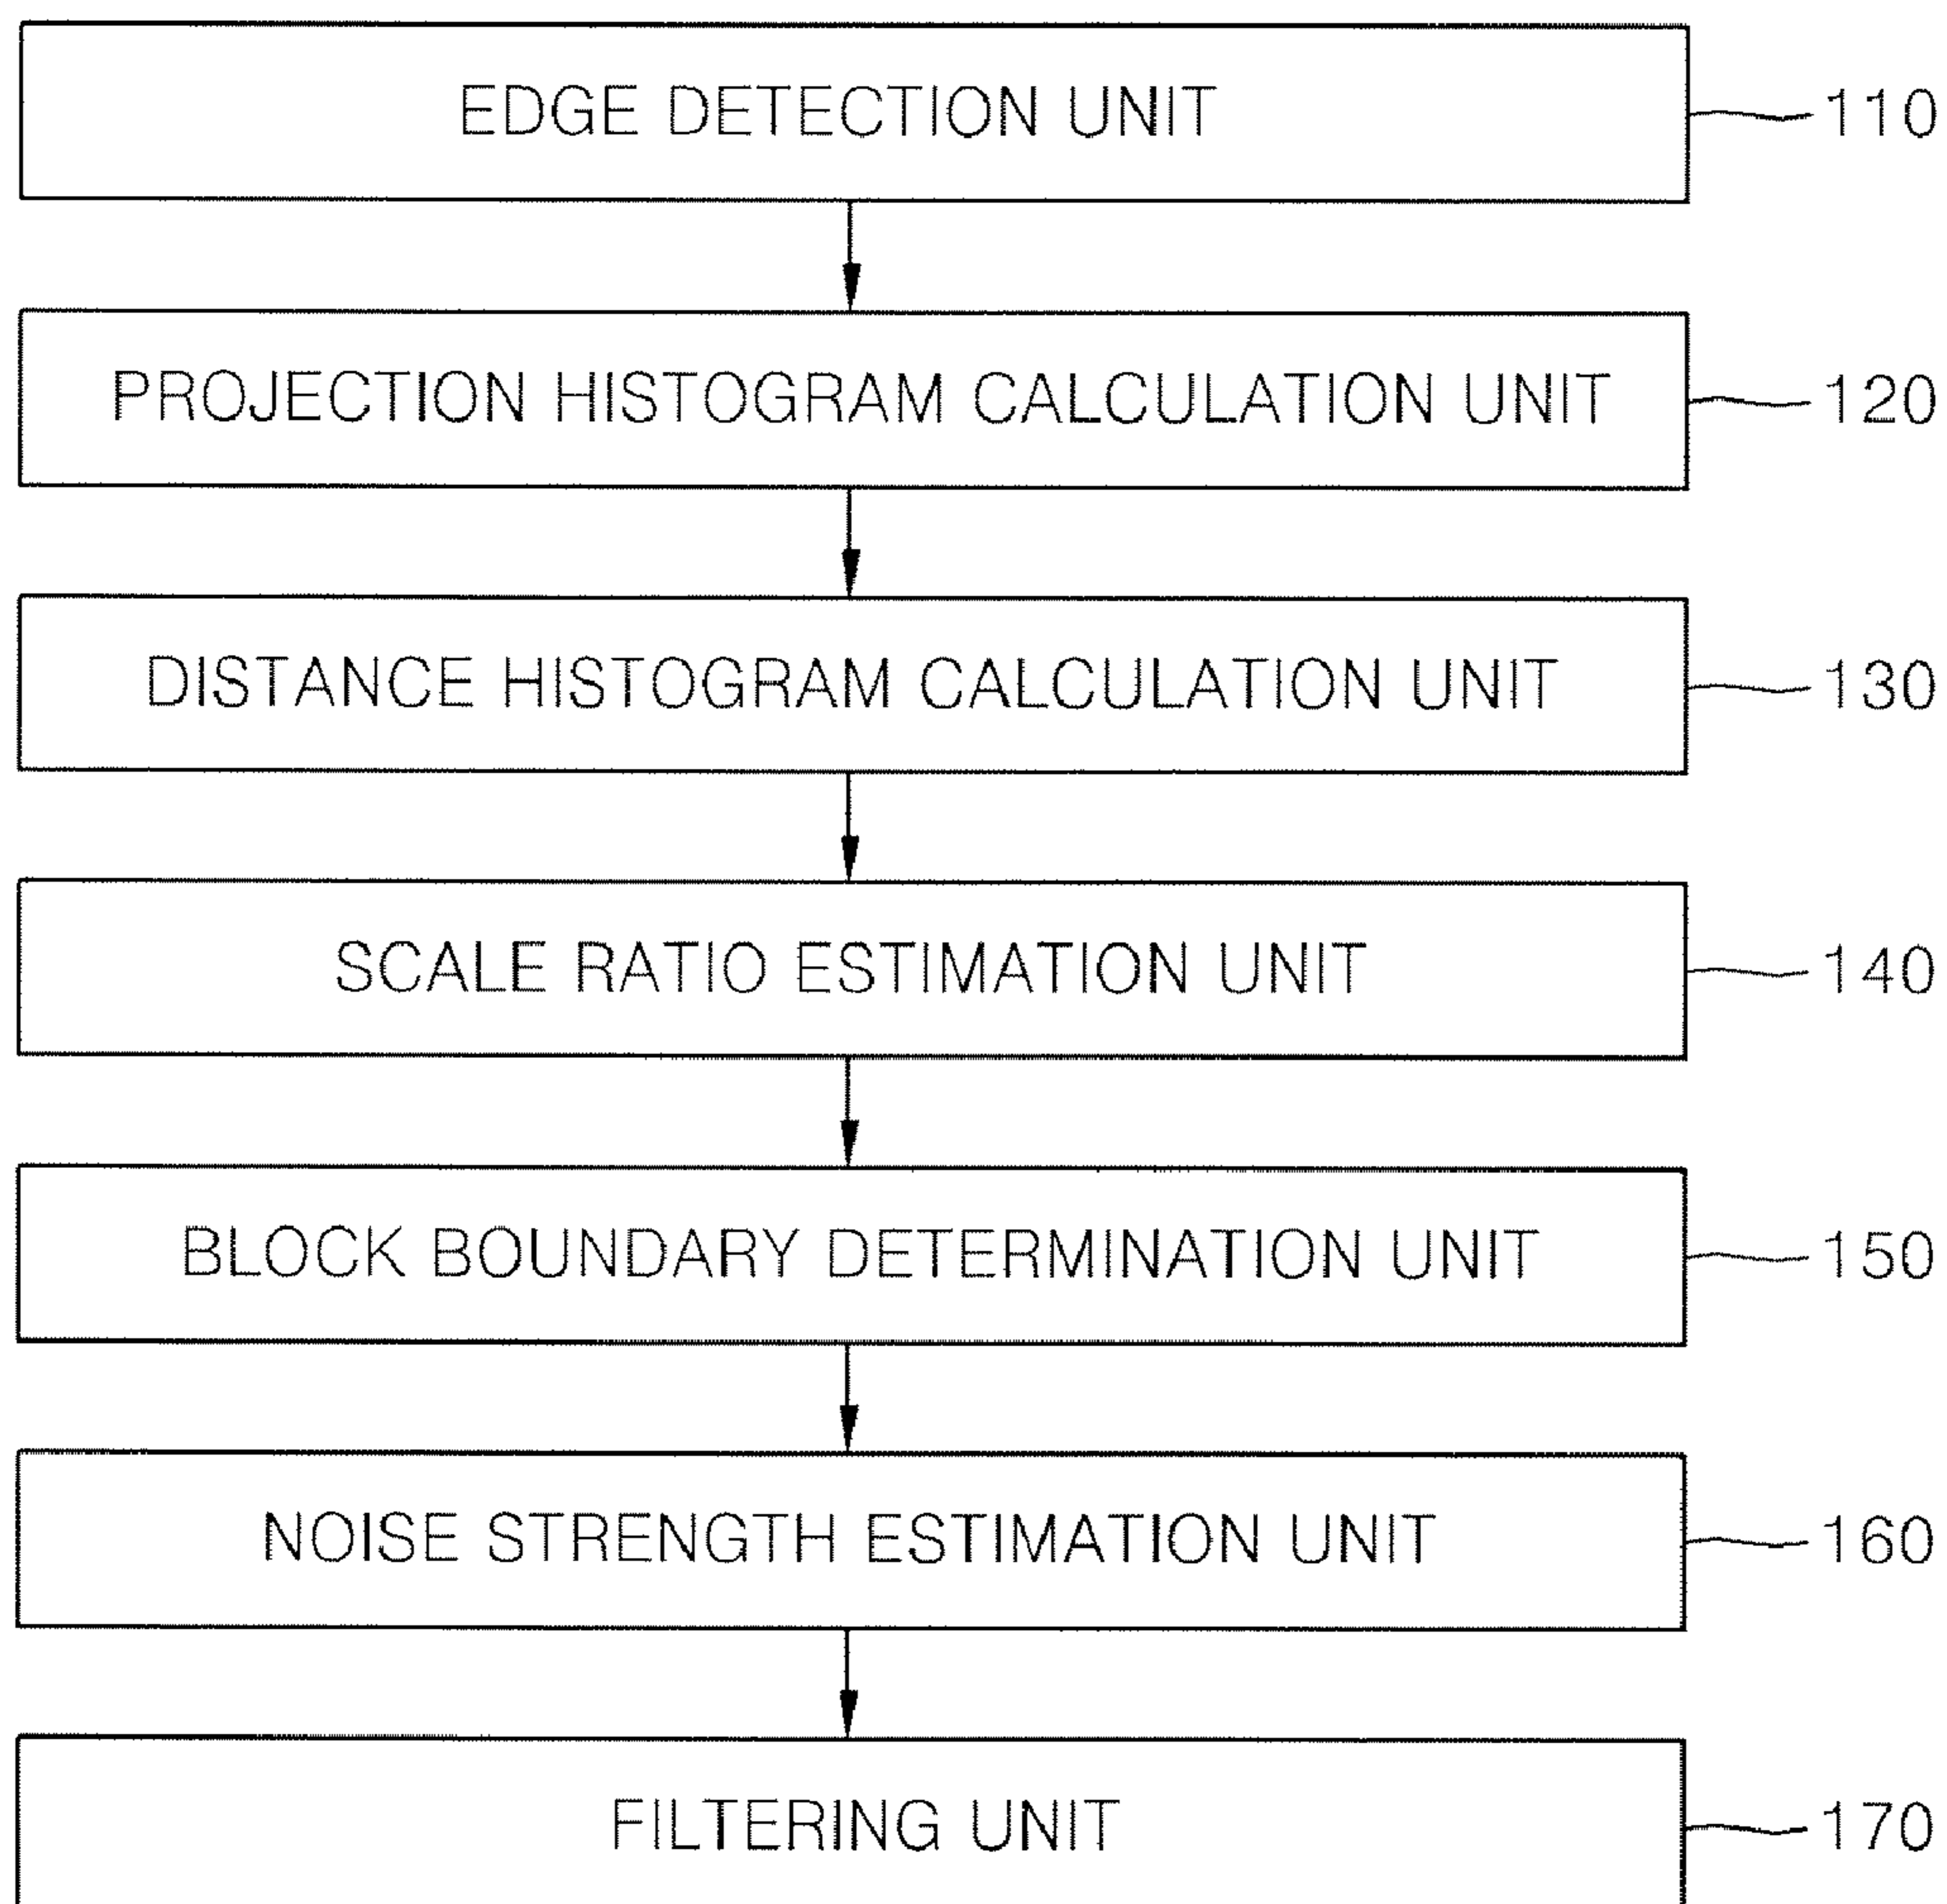 EDGE DETECTION UNIT 110
PROJECTION HISTOGRAM CALCULATION UNIT 120
DISTANCE HISTOGRAM CALCULATION UNIT 130
SCALE RATIO ESTIMATION UNIT 140
BLOCK BOUNDARY DETERMINATION UNIT 150
NOISE STRENGTH ESTIMATION UNIT 160
FILTERING UNIT 170